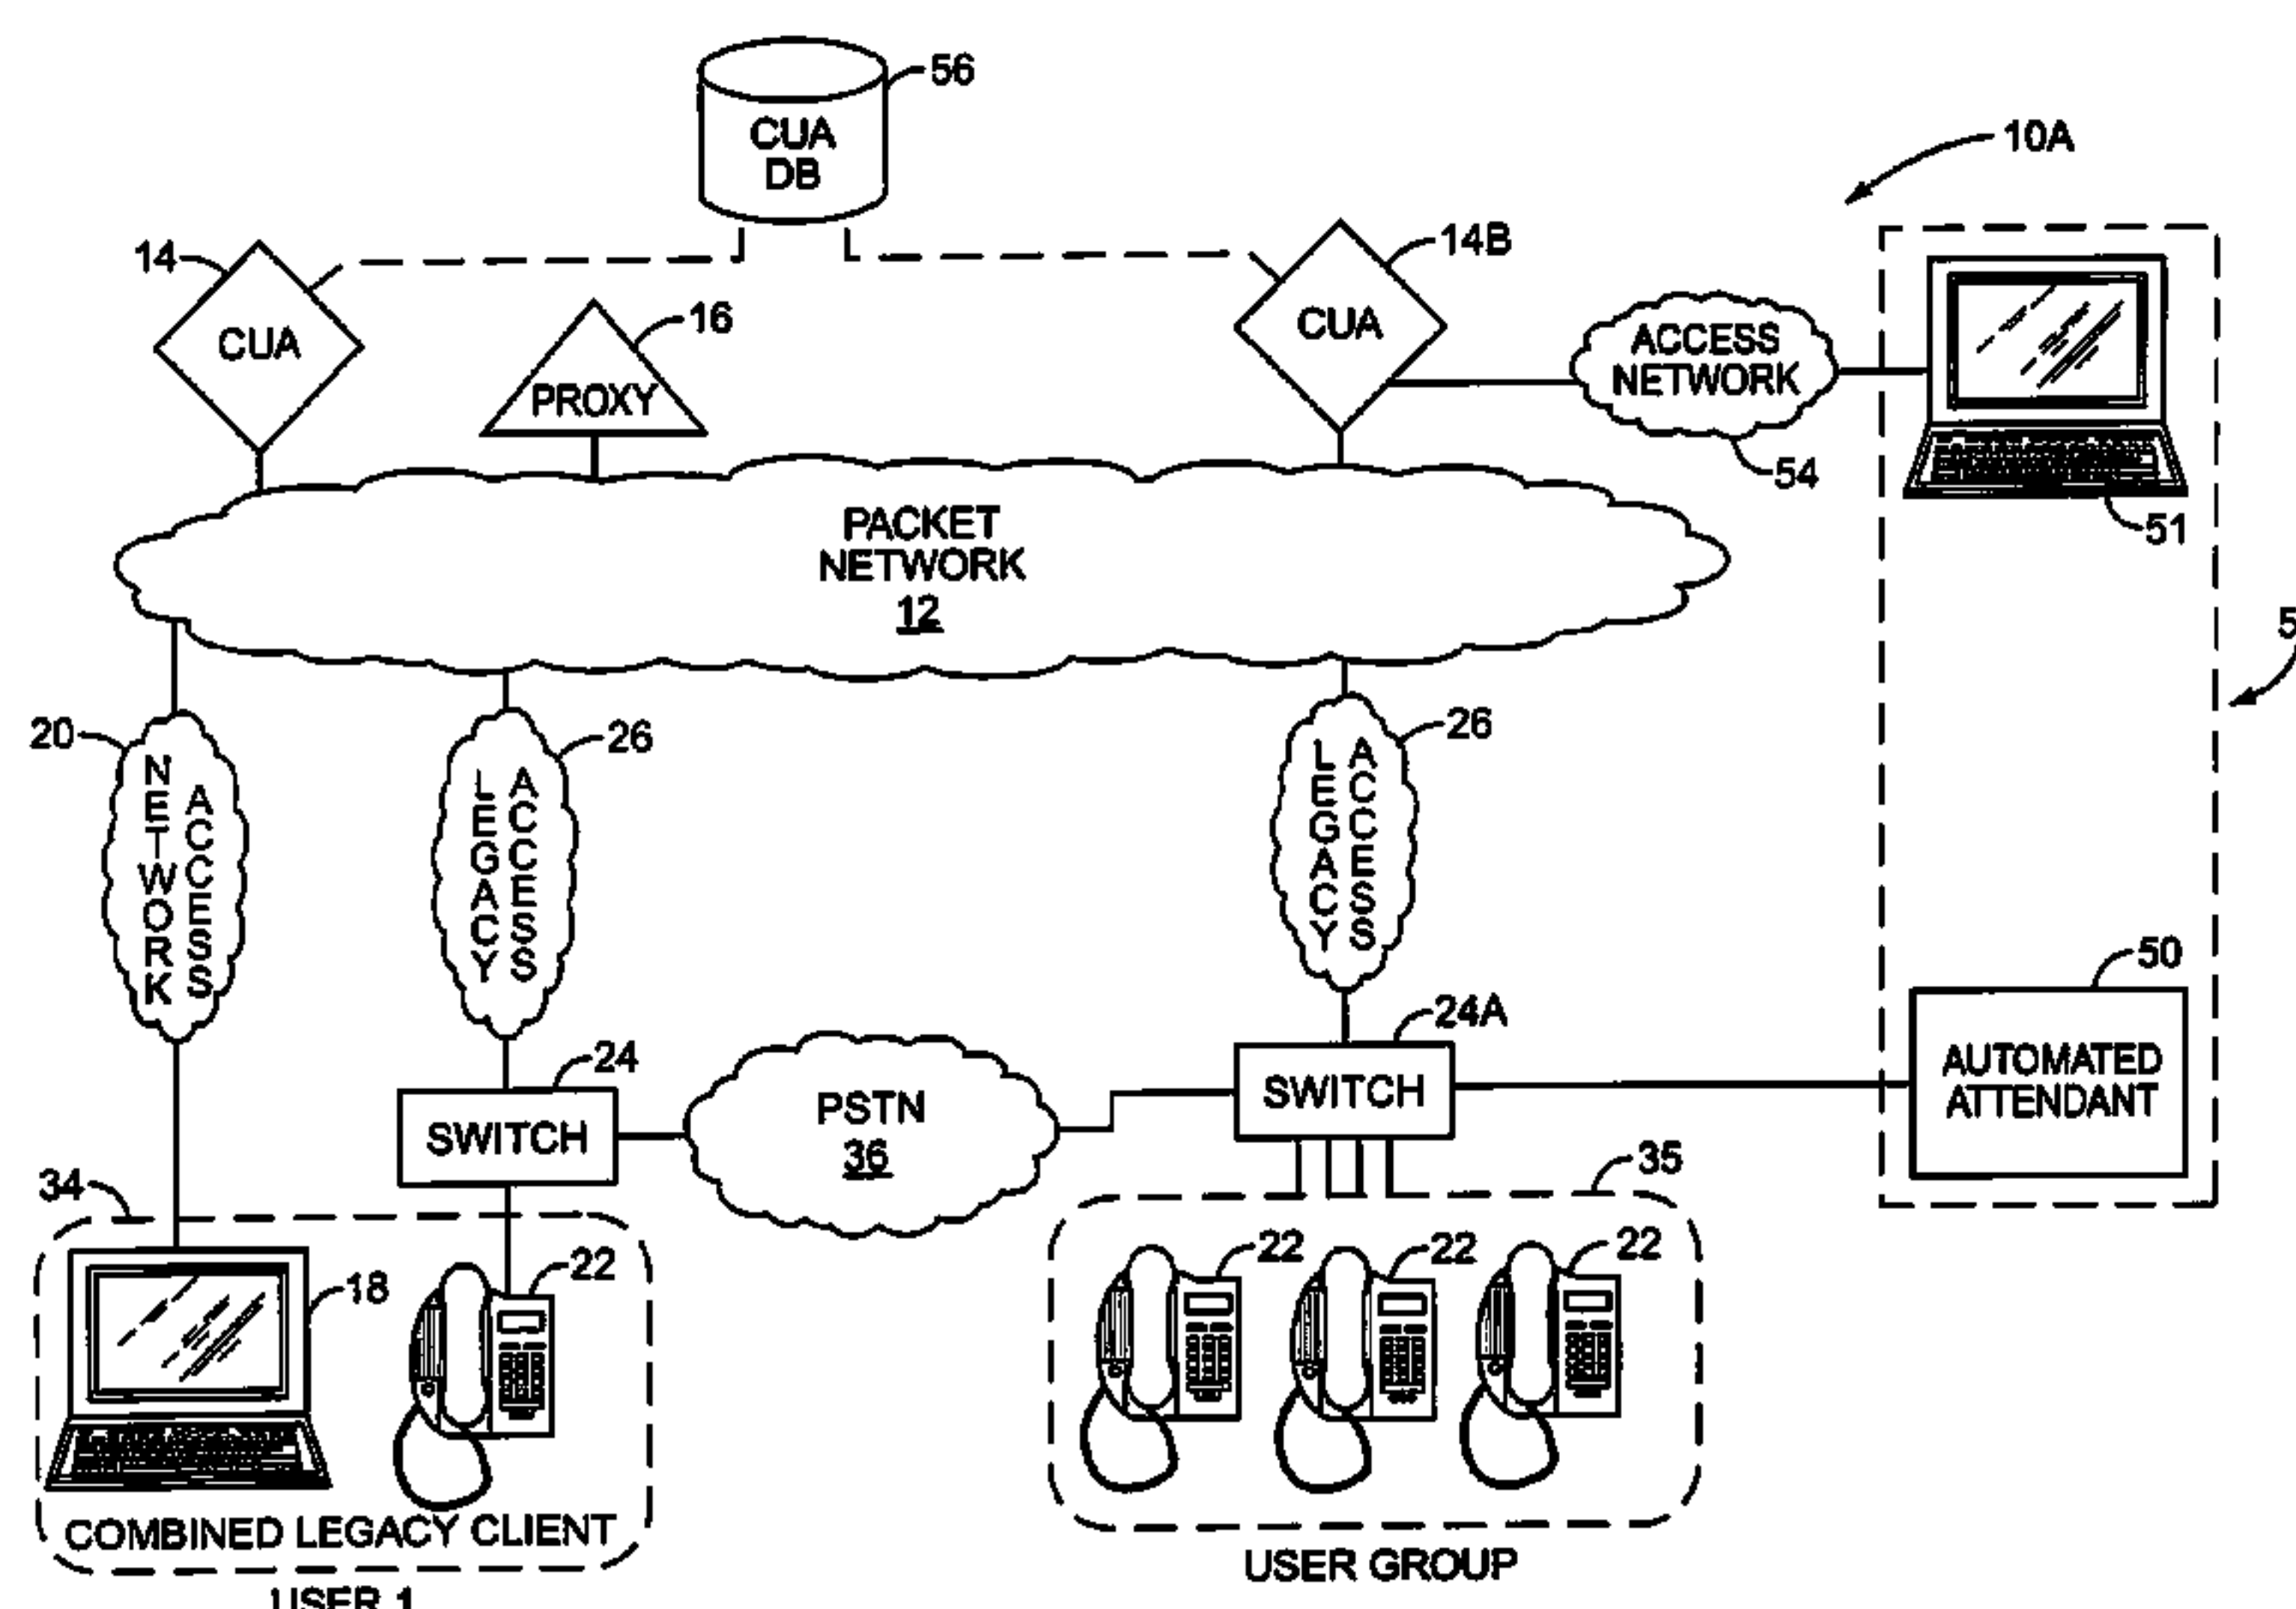 56
CUA
DB
10A
14
CUA
16
PROXY
14B
CUA
ACCESS
NETWORK
54
51
PACKET
NETWORK
12
5
20
NETWORK
ACCESS
26
LEGACY
ACCESS
26
LEGACY
ACCESS
50
AUTOMATED
ATTENDANT
24
SWITCH
PSTN
36
24A
SWITCH
34
35
18
22
22
22
22
COMBINED LEGACY CLIENT
USER GROUP
USER 1